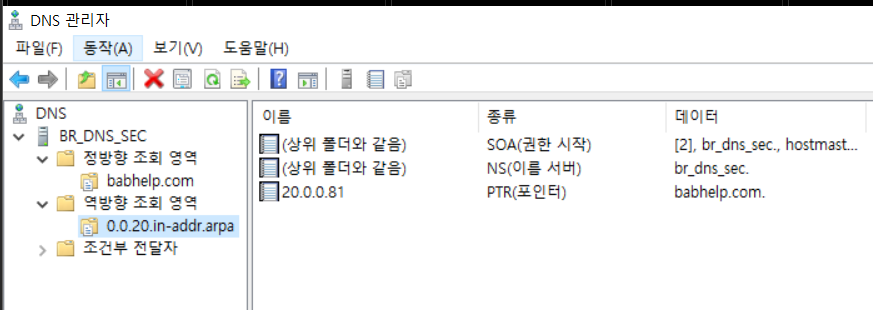 DNS 관리자
파일(F) 동작(A) 보기(V) 도움말(H)
DNS
BR_DNS_SEC
정방향 조회 영역
babhelp.com
역방향 조회 영역
0.0.20.in-addr.arpa
조건부 전달자
이름 종류 데이터
(상위 폴더와 같음) SOA(권한 시작) [2], br_dns_sec., hostmast...
(상위 폴더와 같음) NS(이름 서버) br_dns_sec.
20.0.0.81 PTR(포인터) babhelp.com.